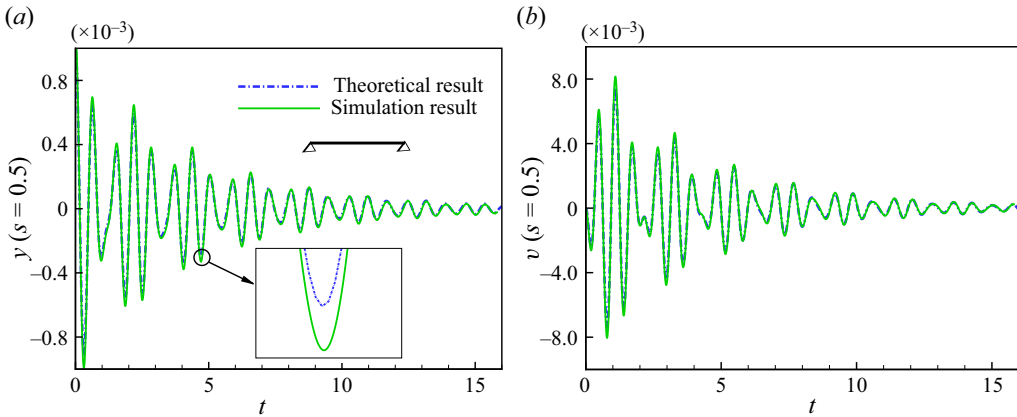 (a)
(×10⁻³)
0.8
0.4
0
–0.4
–0.8
y (s = 0.5)
Theoretical result
Simulation result
0 5 10 15
t
(b)
(×10⁻³)
8.0
4.0
0
–4.0
–8.0
v (s = 0.5)
0 5 10 15
t